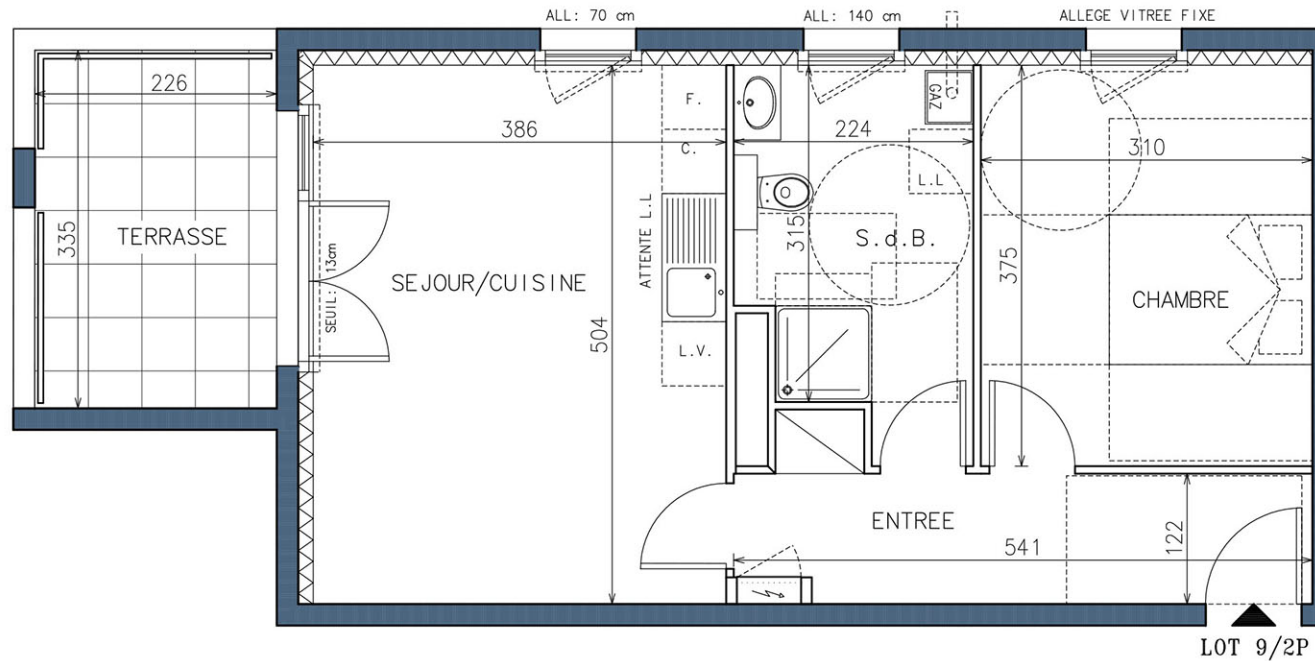 ALL: 70 cm
ALL: 140 cm
ALLEGE VITREE FIXE
226
386
F.
C.
224
GAZ
L.L
310
335
TERRASSE
SEUIL: 13cm
SEJOUR/CUISINE
504
ATTENTE L.L
L.V.
315
S.d.B.
375
CHAMBRE
ENTREE
541
122
LOT 9/2P